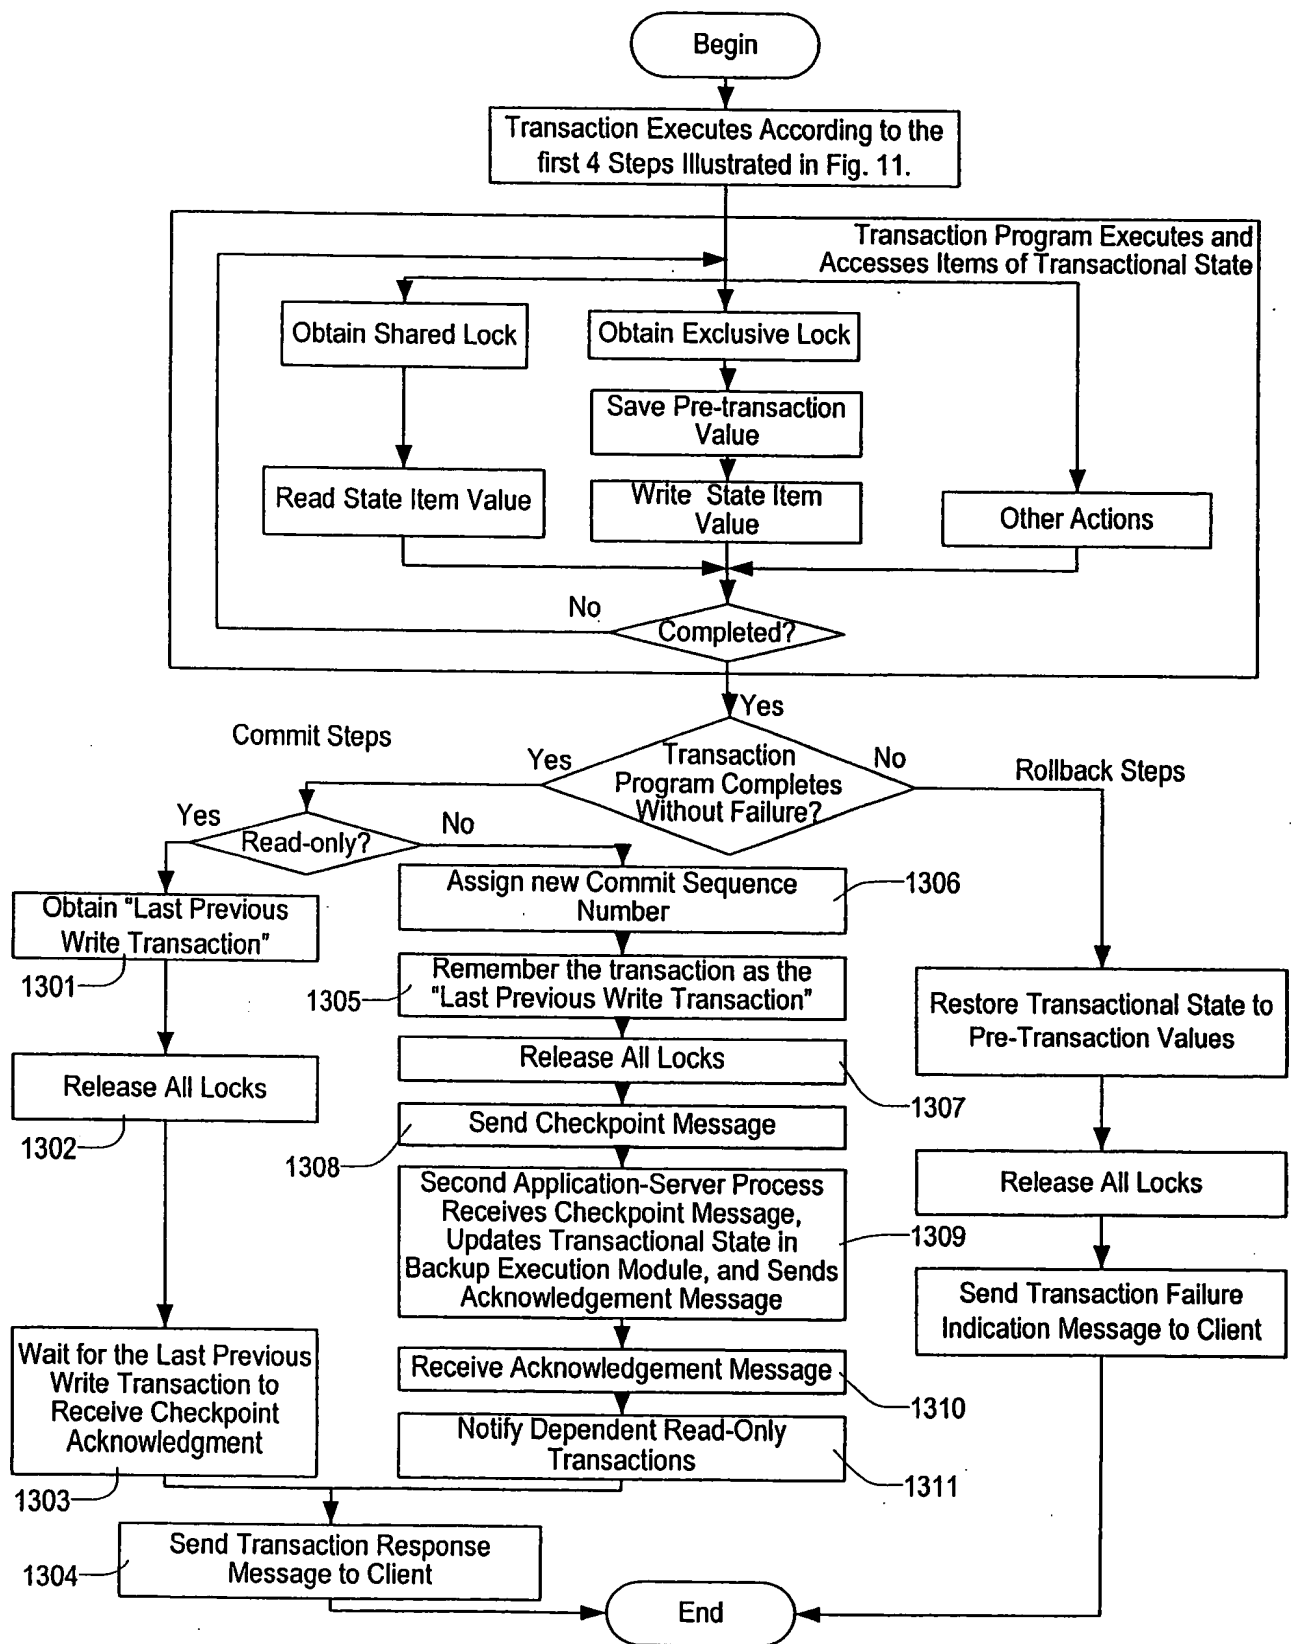 Begin
Transaction Executes According to the
first 4 Steps Illustrated in Fig. 11.
Transaction Program Executes and
Accesses Items of Transactional State
Obtain Shared Lock
Obtain Exclusive Lock
Save Pre-transaction
Value
Read State Item Value
Write State Item
Value
Other Actions
No
Completed?
Yes
Commit Steps
Yes
Transaction
Program Completes
Without Failure?
No
Rollback Steps
Yes
Read-only?
No
Assign new Commit Sequence
Number
1306
Obtain "Last Previous
Write Transaction"
1301
Remember the transaction as the
"Last Previous Write Transaction"
1305
Restore Transactional State to
Pre-Transaction Values
Release All Locks
1302
Release All Locks
1307
Send Checkpoint Message
1308
Second Application-Server Process
Receives Checkpoint Message,
Updates Transactional State in
Backup Execution Module, and Sends
Acknowledgement Message
1309
Release All Locks
Send Transaction Failure
Indication Message to Client
Wait for the Last Previous
Write Transaction to
Receive Checkpoint
Acknowledgment
1303
Receive Acknowledgement Message
1310
Notify Dependent Read-Only
Transactions
1311
Send Transaction Response
Message to Client
1304
End